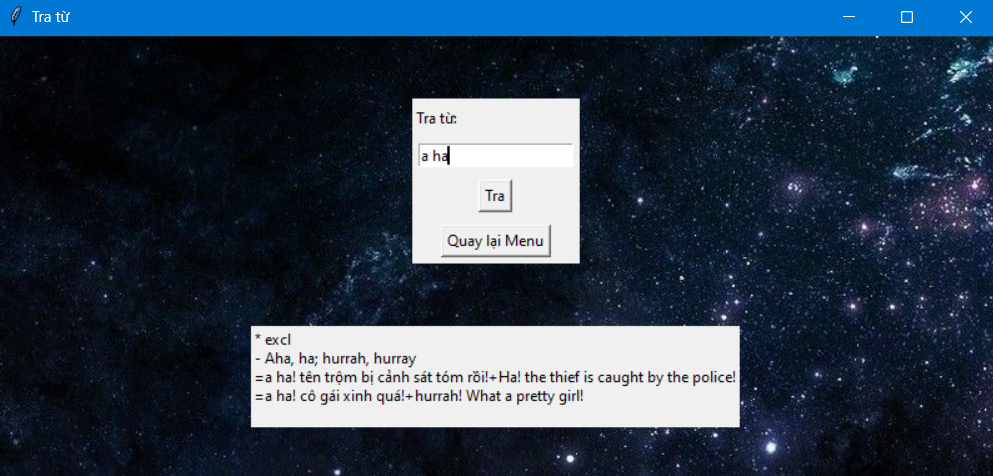 Tra từ
Tra từ:
a ha
Tra
Quay lại Menu
* excl
- Aha, ha; hurrah, hurray
=a ha! tên trộm bị cảnh sát tóm rồi!+Ha! the thief is caught by the police!
=a ha! cô gái xinh quá!+hurrah! What a pretty girl!